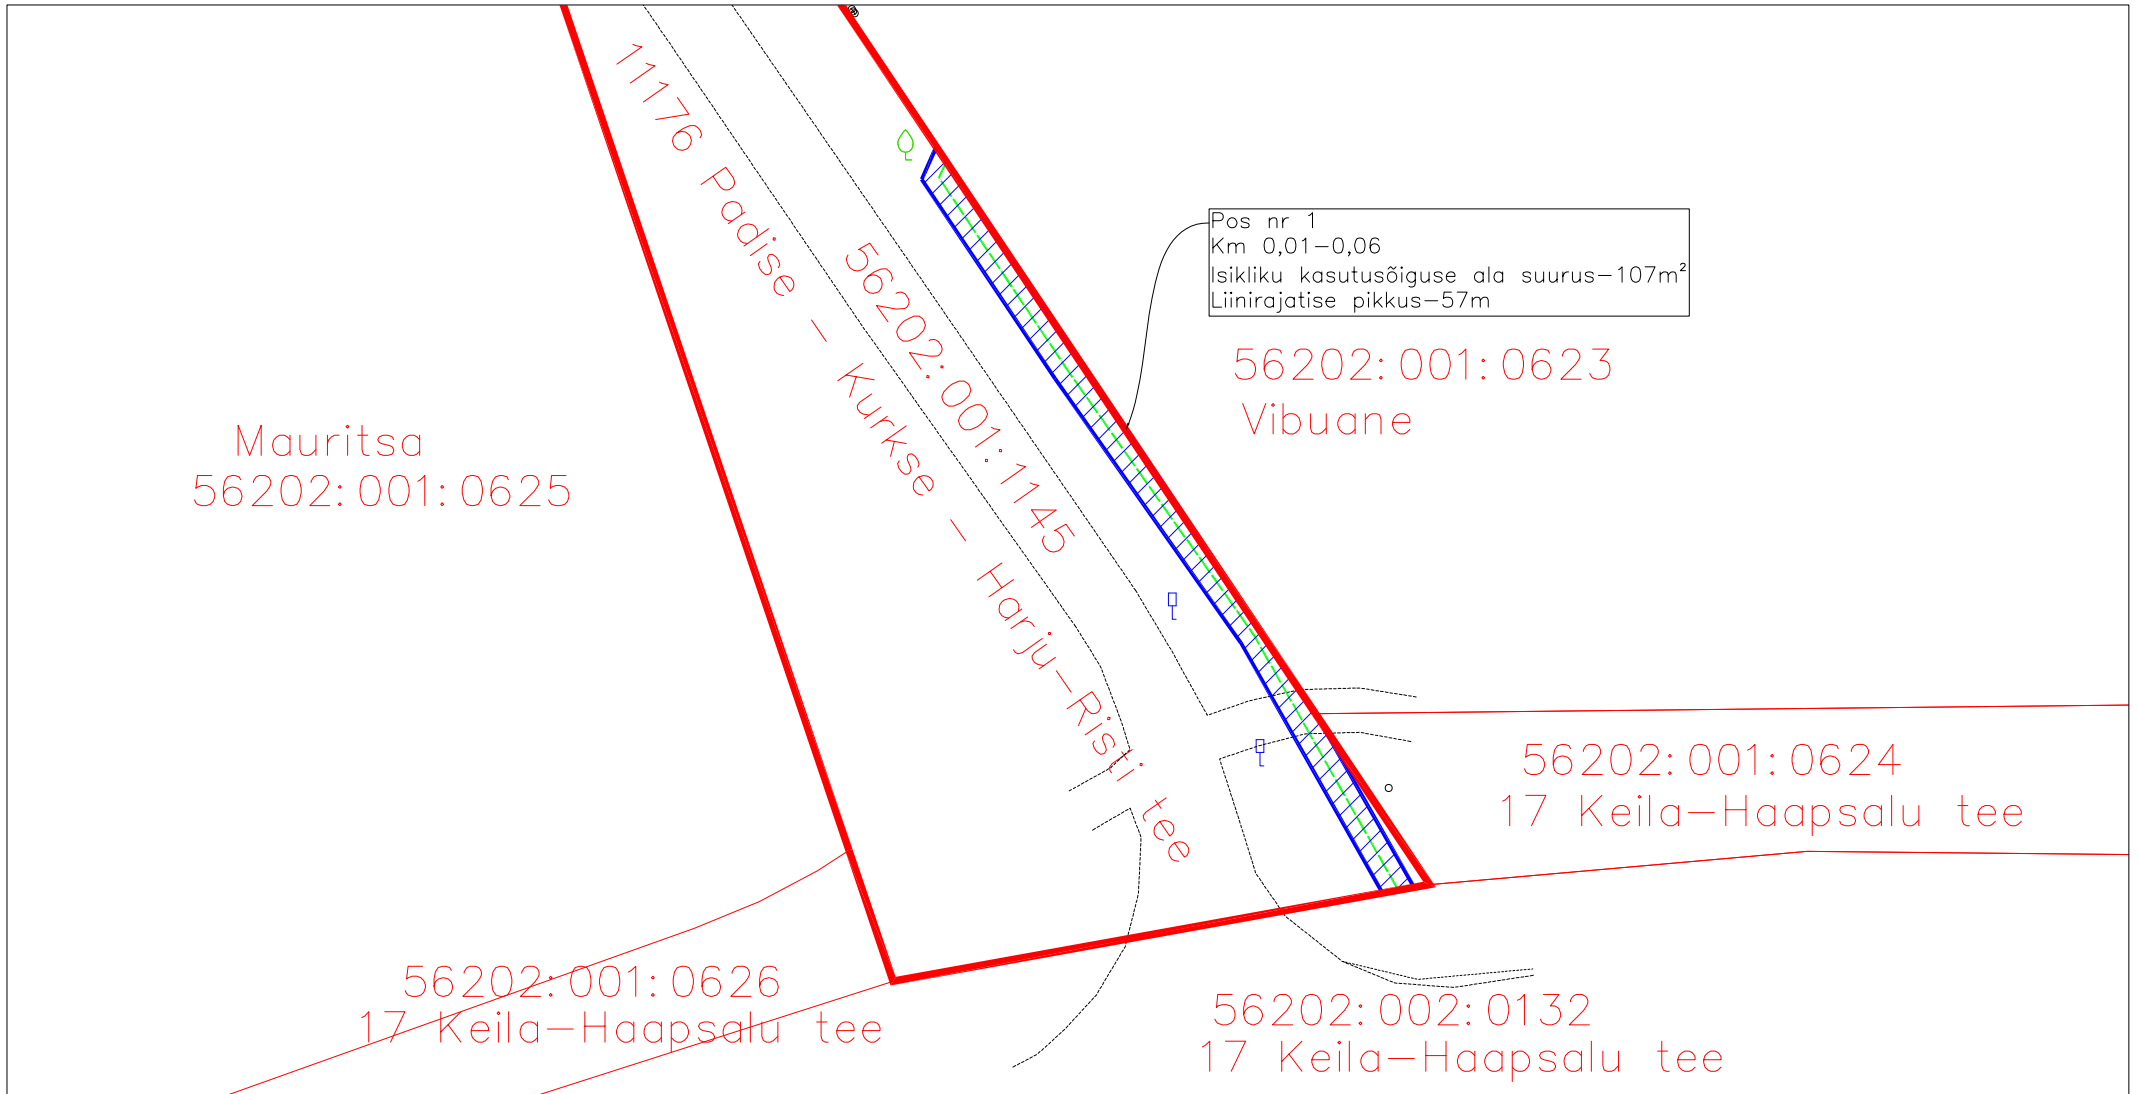 11176 Padise – Kurkse – Harju–Risti tee
56202:001:1145
Pos nr 1
Km 0,01–0,06
Isikliku kasutusõiguse ala suurus–107m²
Liinirajatise pikkus–57m
56202:001:0623
Vibuane
Mauritsa
56202:001:0625
56202:001:0624
17 Keila–Haapsalu tee
56202:001:0626
17 Keila–Haapsalu tee
56202:002:0132
17 Keila–Haapsalu tee